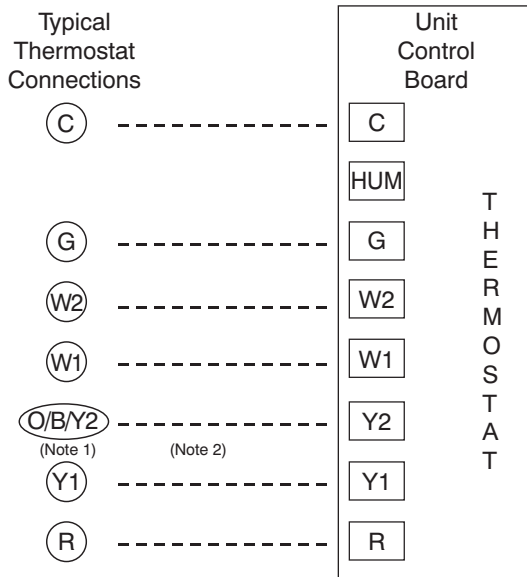 Typical
Thermostat
Connections
Unit
Control
Board
C
C
HUM
G
G
W2
W2
W1
W1
O/B/Y2
Y2
(Note 1)
(Note 2)
Y1
Y1
R
R
THERMOSTAT